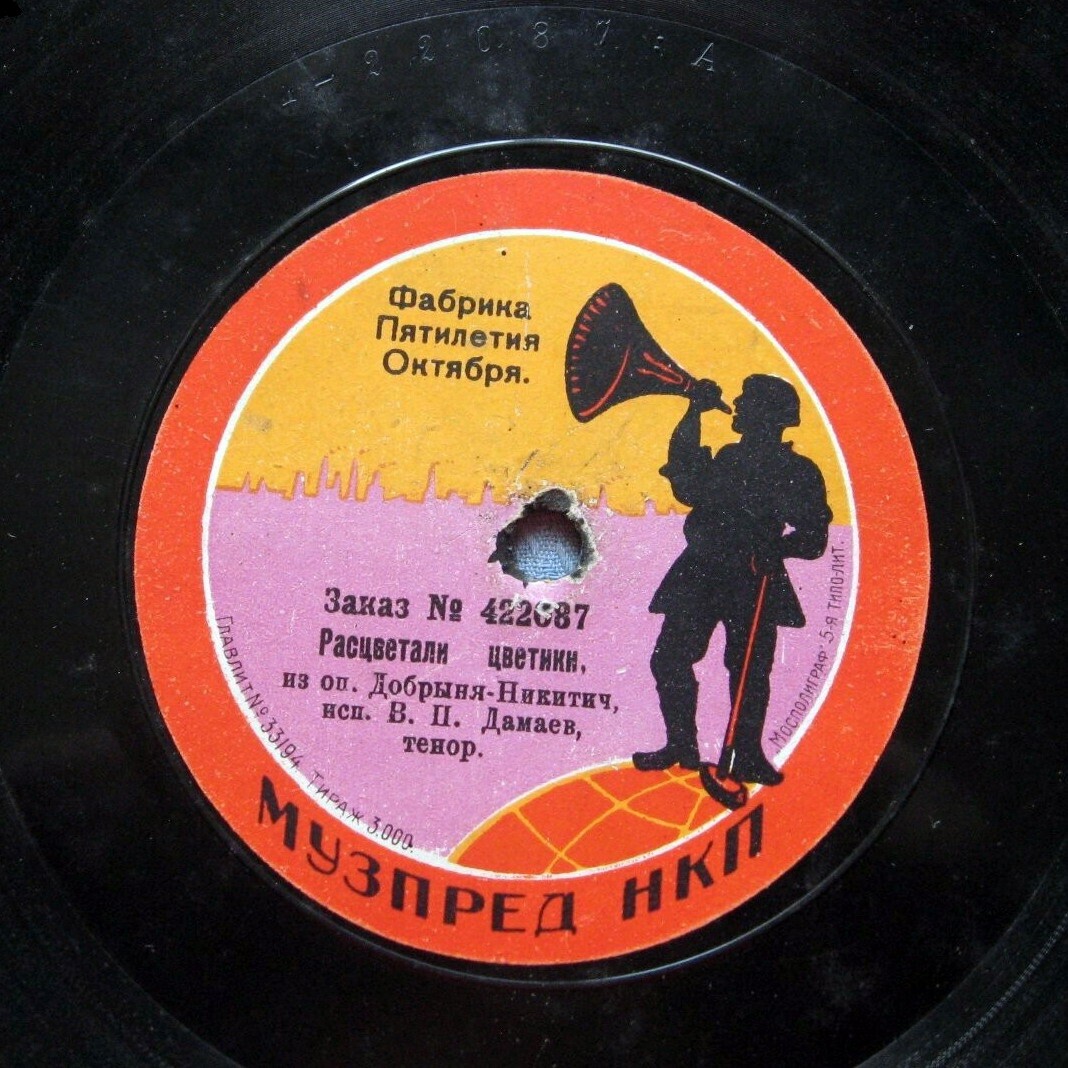 22087-A
Фабрика
Пятилетия
Октября.
Заказ № 422087
Расцветали цветики,
из оп. Добрыня-Никитич,
исп. В. П. Дамаев,
тенор.
Главлит № 33194. Тираж 3.000.
Мосполиграф 5-я типо-лит.
МУЗПРЕД НКП